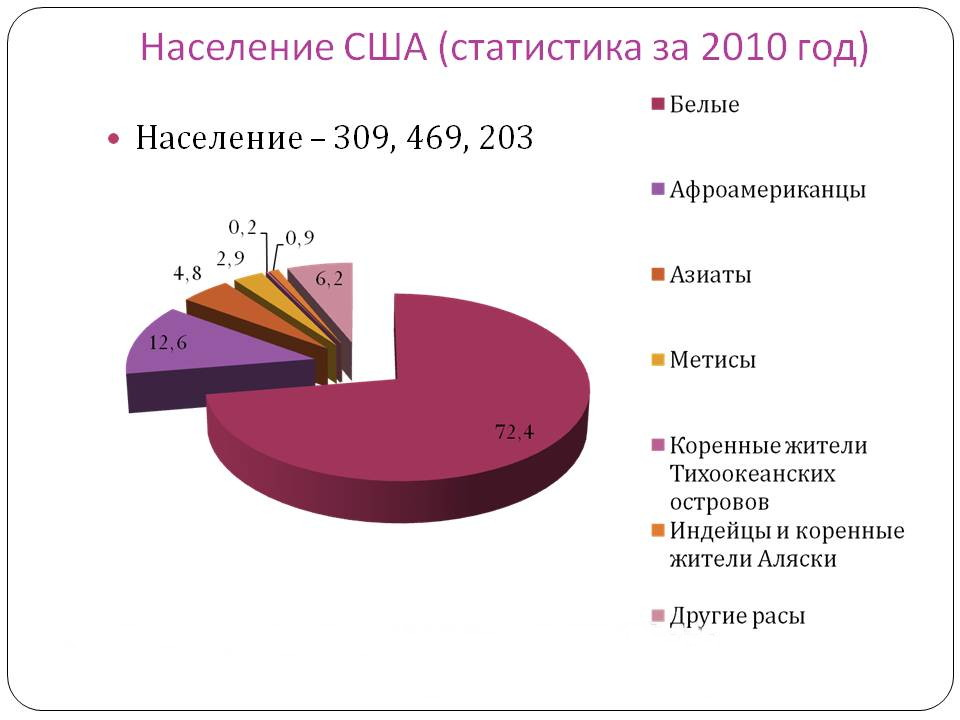 Население США (статистика за 2010 год)
• Население – 309, 469, 203
0,2
0,9
2,9
4,8
6,2
12,6
72,4
Белые
Афроамериканцы
Азиаты
Метисы
Коренные жители
Тихоокеанских
островов
Индейцы и коренные
жители Аляски
Другие расы